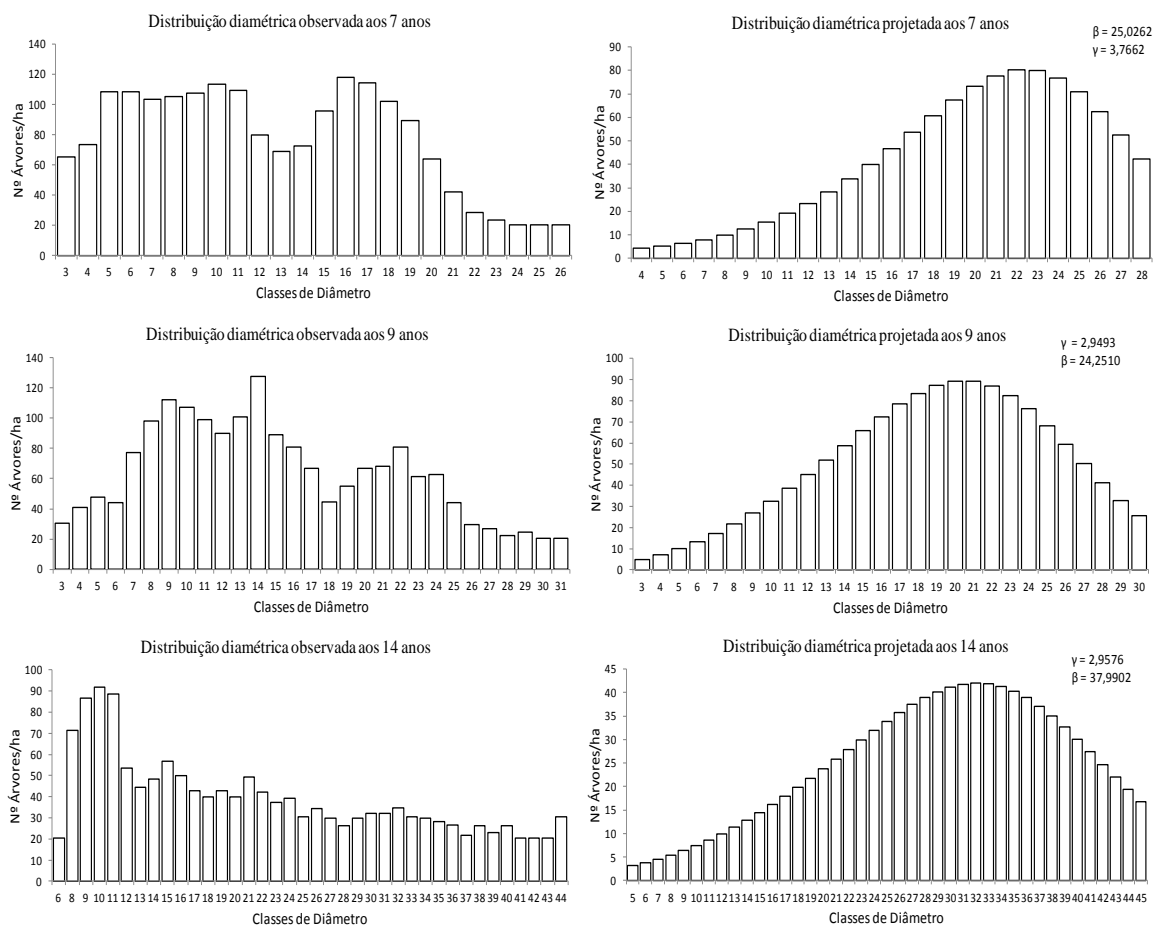 Distribuição diamétrica observada aos 7 anos
Nº Árvores/ha
140
120
100
80
60
40
20
0
3 4 5 6 7 8 9 10 11 12 13 14 15 16 17 18 19 20 21 22 23 24 25 26
Classes de Diâmetro
Distribuição diamétrica projetada aos 7 anos
β = 25,0262
γ = 3,7662
Nº Árvores/ha
90
80
70
60
50
40
30
20
10
0
4 5 6 7 8 9 10 11 12 13 14 15 16 17 18 19 20 21 22 23 24 25 26 27 28
Classes de Diâmetro
Distribuição diamétrica observada aos 9 anos
Nº Árvores/ha
140
120
100
80
60
40
20
0
3 4 5 6 7 8 9 10 11 12 13 14 15 16 17 18 19 20 21 22 23 24 25 26 27 28 29 30 31
Classes de Diâmetro
Distribuição diamétrica projetada aos 9 anos
γ = 2,9493
β = 24,2510
Nº Árvores/ha
100
90
80
70
60
50
40
30
20
10
0
3 4 5 6 7 8 9 10 11 12 13 14 15 16 17 18 19 20 21 22 23 24 25 26 27 28 29 30
Classes de Diâmetro
Distribuição diamétrica observada aos 14 anos
Nº Árvores/ha
100
90
80
70
60
50
40
30
20
10
0
6 8 9 10 11 12 13 14 15 16 17 18 19 20 21 22 23 24 25 26 27 28 29 30 31 32 33 34 35 36 37 38 39 40 41 42 43 44
Classes de Diâmetro
Distribuição diamétrica projetada aos 14 anos
γ = 2,9576
β = 37,9902
Nº Árvores/ha
45
40
35
30
25
20
15
10
5
0
5 6 7 8 9 10 11 12 13 14 15 16 17 18 19 20 21 22 23 24 25 26 27 28 29 30 31 32 33 34 35 36 37 38 39 40 41 42 43 44 45
Classes de Diâmetro